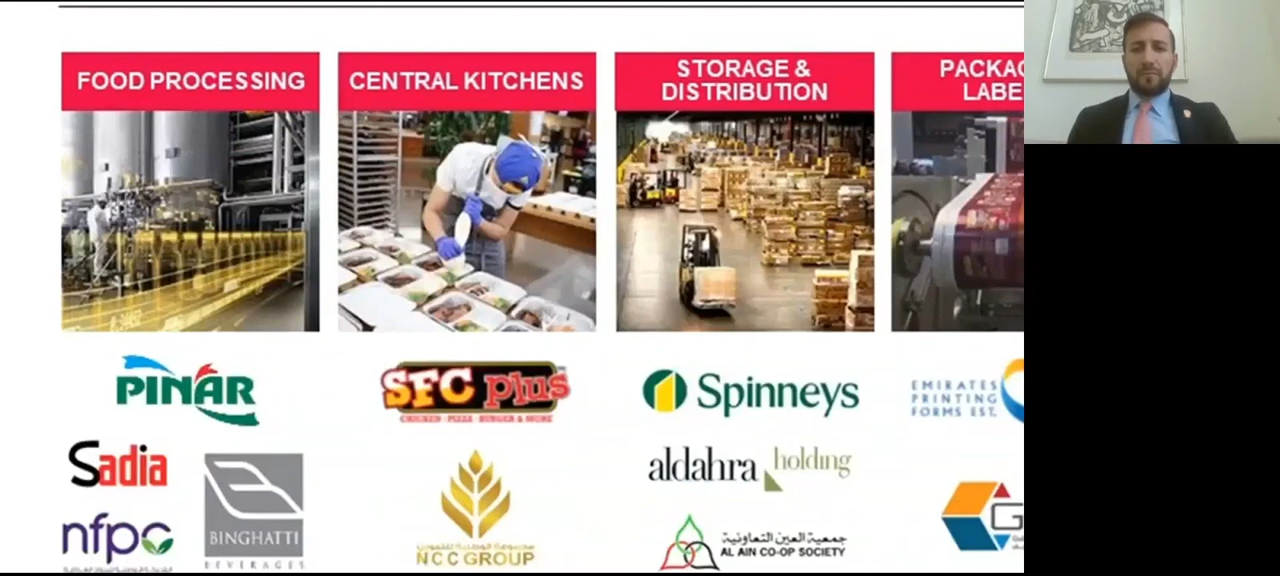 FOOD PROCESSING
CENTRAL KITCHENS
STORAGE &
DISTRIBUTION
PACKAG
LABE
PINAR
Sadia
nfpc
BINGHATTI
BEVERAGES
SFC plus
مجموعة الوطنية للتموين
NCC GROUP
Spinneys
aldahra holding
جمعية العين التعاونية
AL AIN CO-OP SOCIETY
EMIRATES
PRINTING
FORMS EST.
G